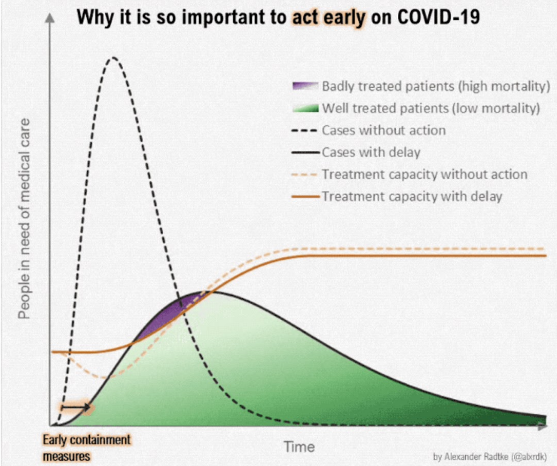 Why it is so important to act early on COVID-19
Badly treated patients (high mortality)
Well treated patients (low mortality)
Cases without action
Cases with delay
Treatment capacity without action
Treatment capacity with delay
People in need of medical care
Early containment
measures
Time
by Alexander Radtke (@alxrdk)